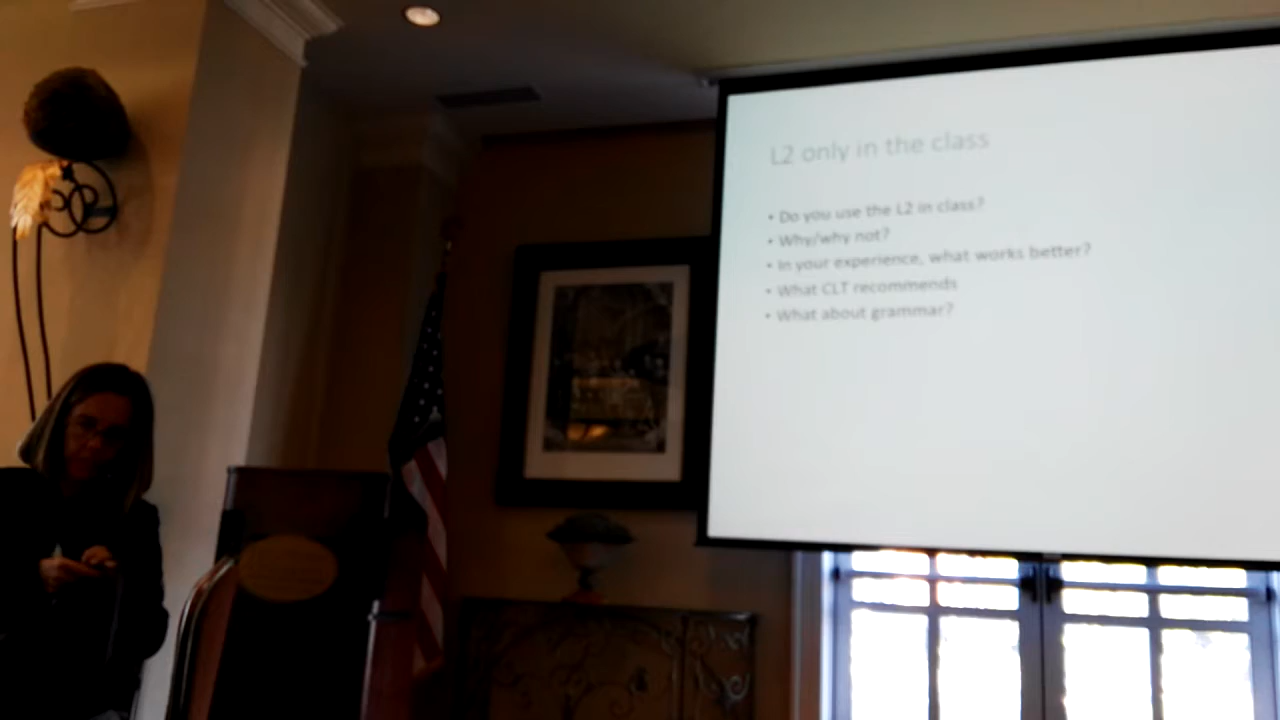 L2 only in the class
• Do you use the L2 in class?
• Why/why not?
• In your experience, what works better?
• What CLT recommends
• What about grammar?